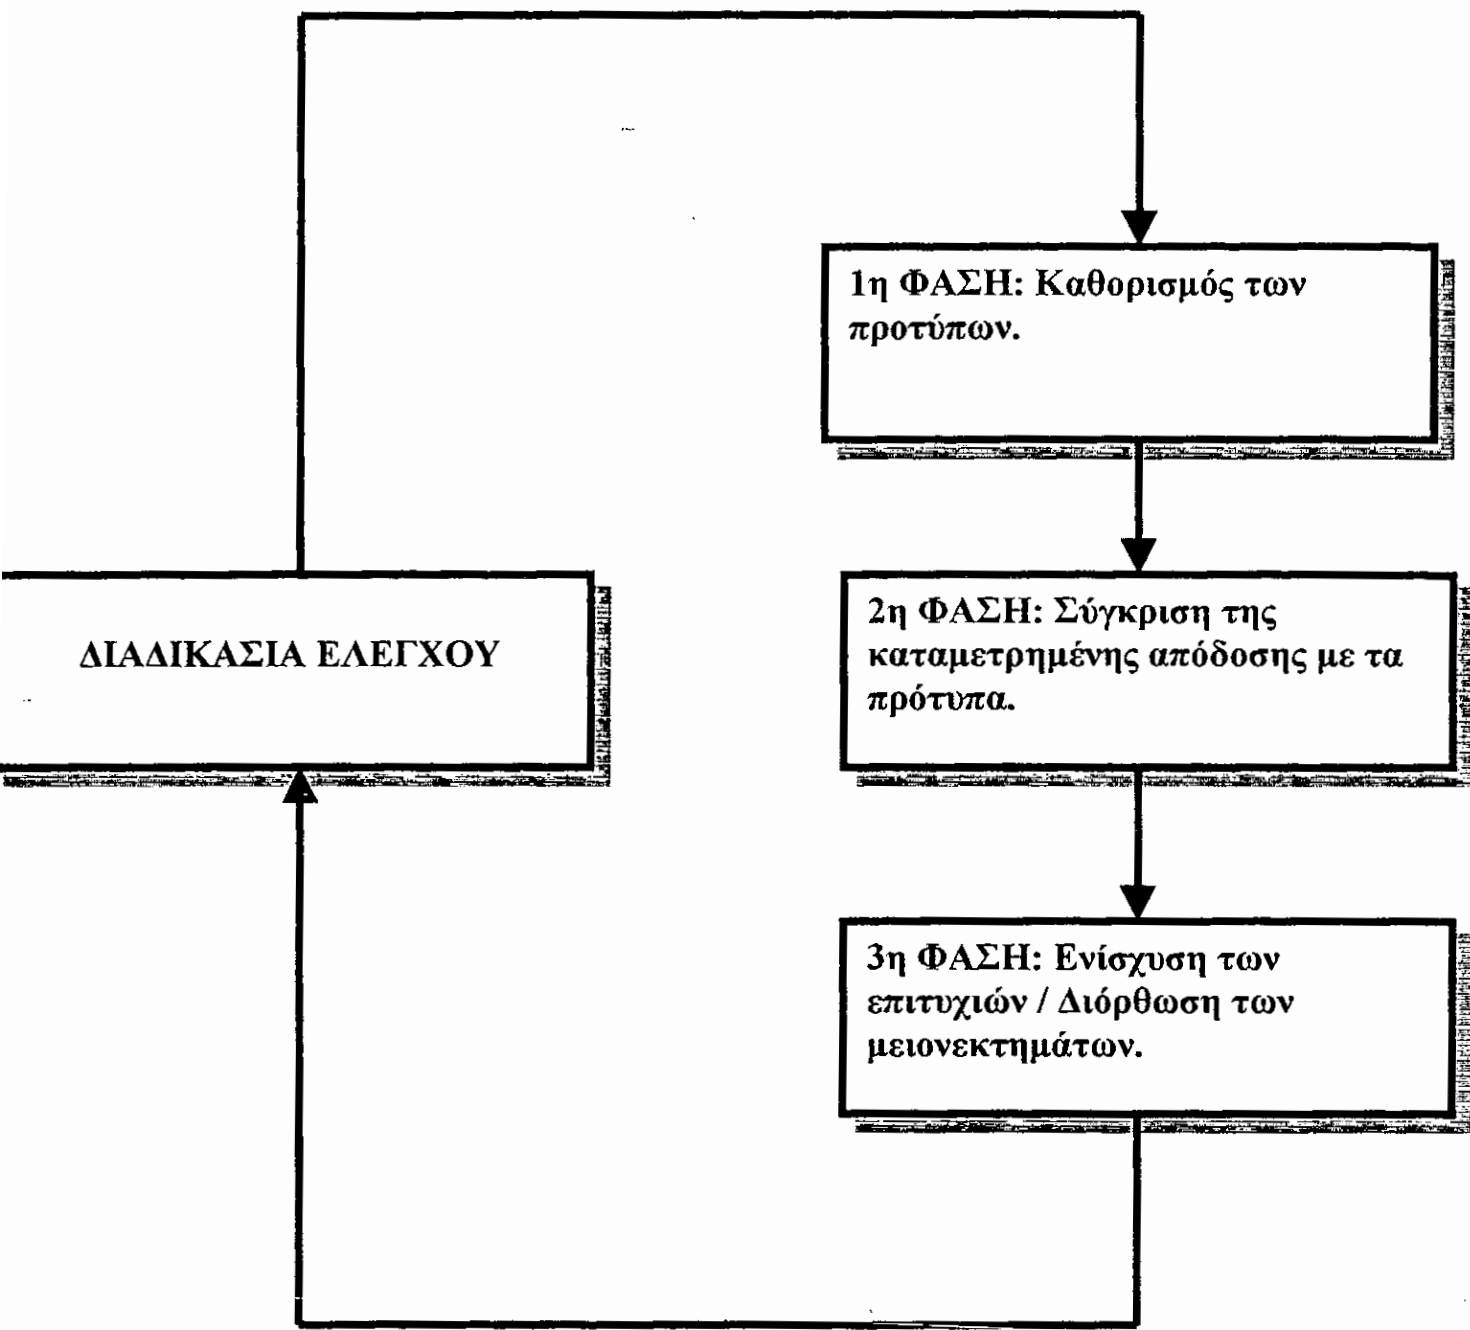 1η ΦΑΣΗ: Καθορισμός των
προτύπων.
ΔΙΑΔΙΚΑΣΙΑ ΕΛΕΓΧΟΥ
2η ΦΑΣΗ: Σύγκριση της
καταμετρημένης απόδοσης με τα
πρότυπα.
3η ΦΑΣΗ: Ενίσχυση των
επιτυχιών / Διόρθωση των
μειονεκτημάτων.